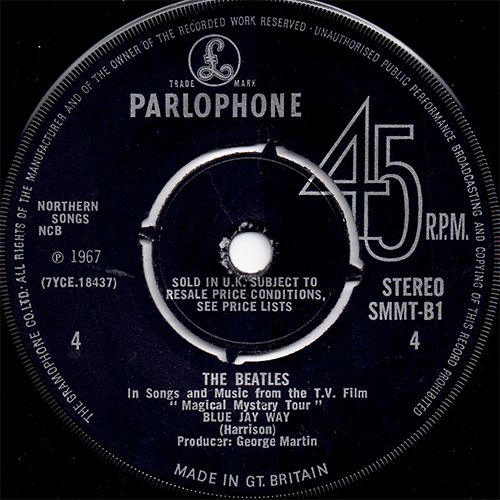 THE GRAMOPHONE CO. LTD. ALL RIGHTS OF THE MANUFACTURER AND OF THE OWNER OF THE RECORDED WORK RESERVED · UNAUTHORISED PUBLIC PERFORMANCE BROADCASTING AND COPYING OF THIS RECORD PROHIBITED
£
TRADE MARK
PARLOPHONE
45
R.P.M.
NORTHERN
SONGS
NCB
℗ 1967
(7YCE.18437)
4
SOLD IN U.K. SUBJECT TO
RESALE PRICE CONDITIONS,
SEE PRICE LISTS
STEREO
SMMT-B1
4
THE BEATLES
In Songs and Music from the T.V. Film
"Magical Mystery Tour"
BLUE JAY WAY
(Harrison)
Producer: George Martin
MADE IN GT. BRITAIN